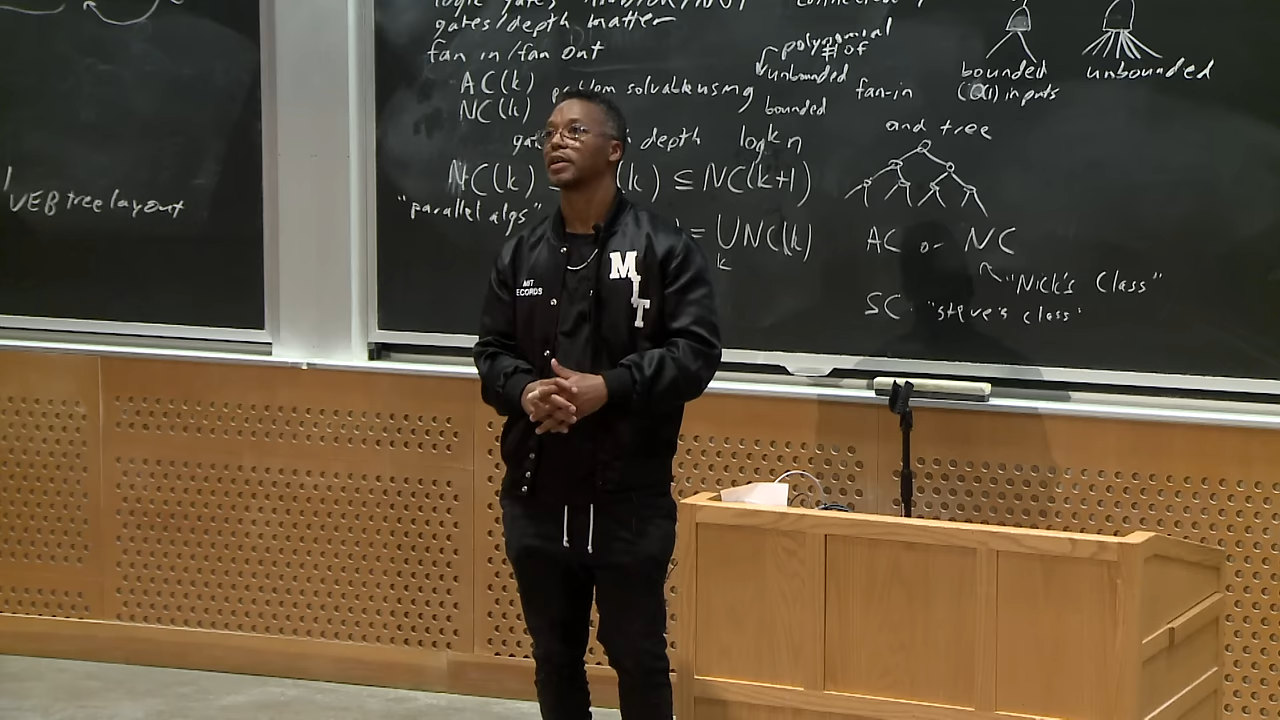 VEB tree layout
gates/depth matter
fan in/fan out
AC(k)
NC(k)
solvable using
polynomial
# of
unbounded
bounded
fan-in
depth log^k n
NC(k) ⊆ (k) ⊆ NC(k+1)
"parallel algs"
= ∪ NC(k)
k
bounded
(O(1)) inputs
unbounded
and tree
AC or NC
"Nick's Class"
SC "Steve's class"
MIT
RECORDS
MIT